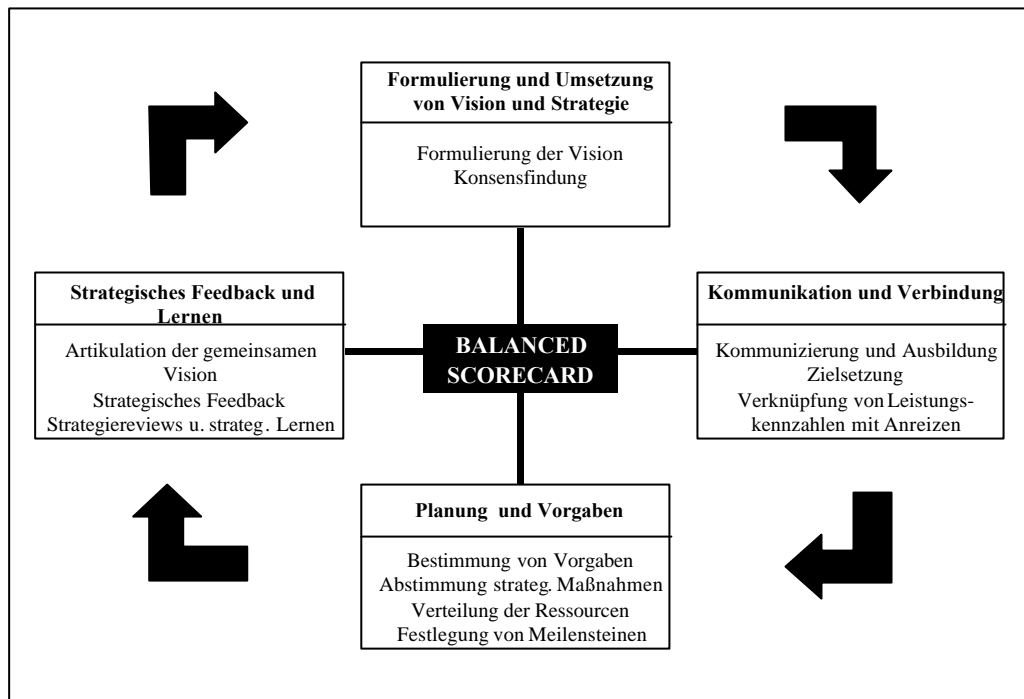 Formulierung und Umsetzung
von Vision und Strategie
Formulierung der Vision
Konsensfindung
Strategisches Feedback und
Lernen
Artikulation der gemeinsamen
Vision
Strategisches Feedback
Strategiereviews u. strateg. Lernen
BALANCED
SCORECARD
Kommunikation und Verbindung
Kommunizierung und Ausbildung
Zielsetzung
Verknüpfung von Leistungs-
kennzahlen mit Anreizen
Planung und Vorgaben
Bestimmung von Vorgaben
Abstimmung strateg. Maßnahmen
Verteilung der Ressourcen
Festlegung von Meilensteinen